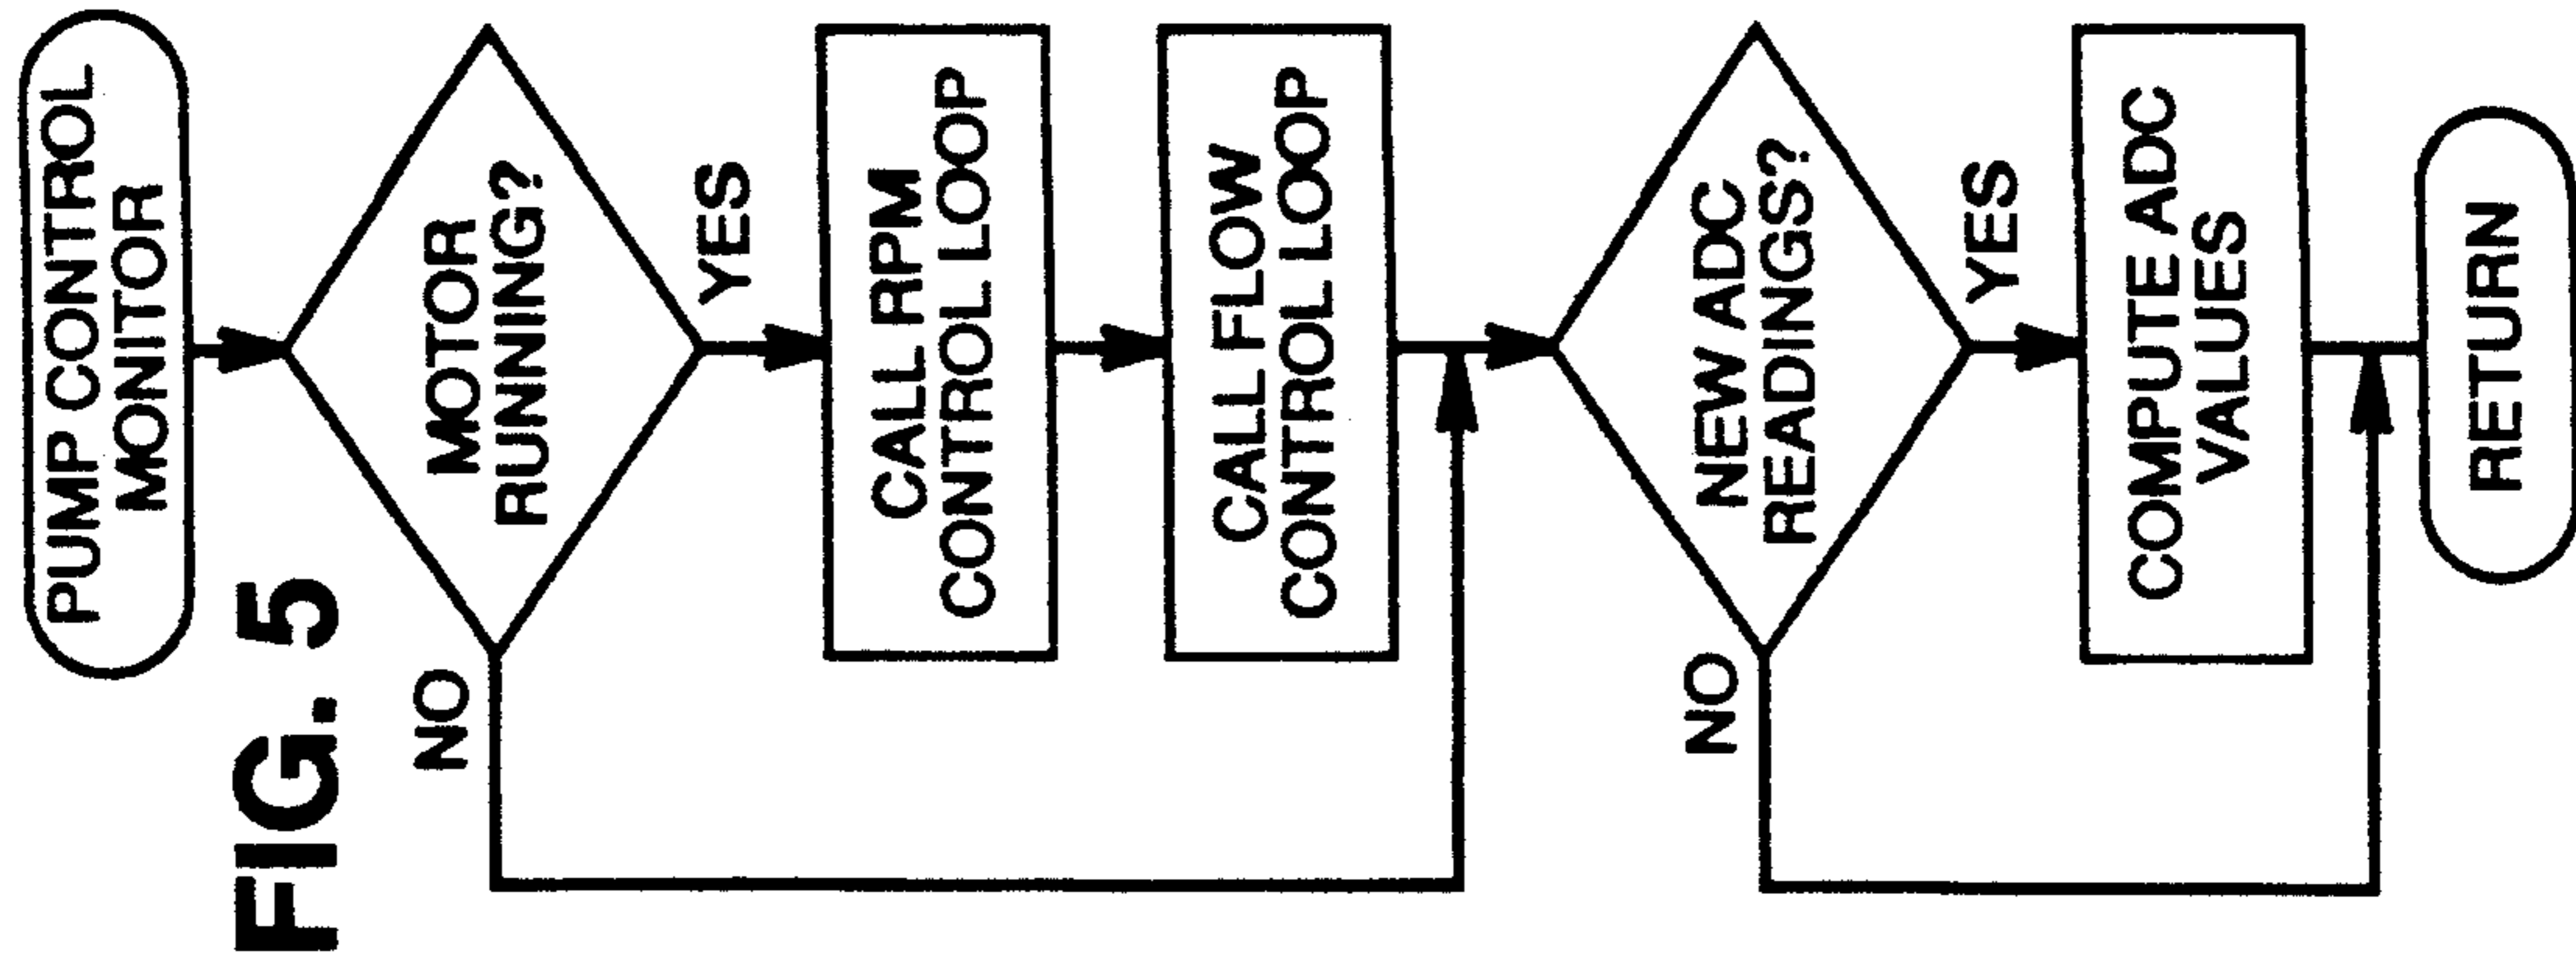 FIG. 5
PUMP CONTROL
MONITOR
MOTOR
RUNNING?
NO
YES
CALL RPM
CONTROL LOOP
CALL FLOW
CONTROL LOOP
NEW ADC
READINGS?
NO
YES
COMPUTE ADC
VALUES
RETURN